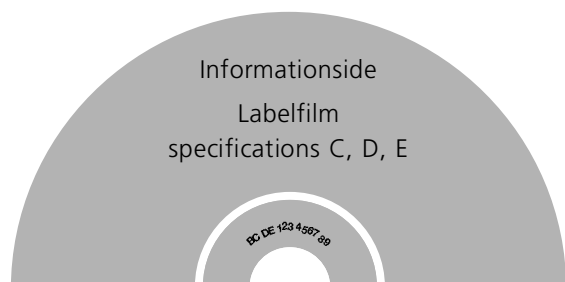 Informationside
Labelfilm
specifications C, D, E
BC DE 123 4567 89